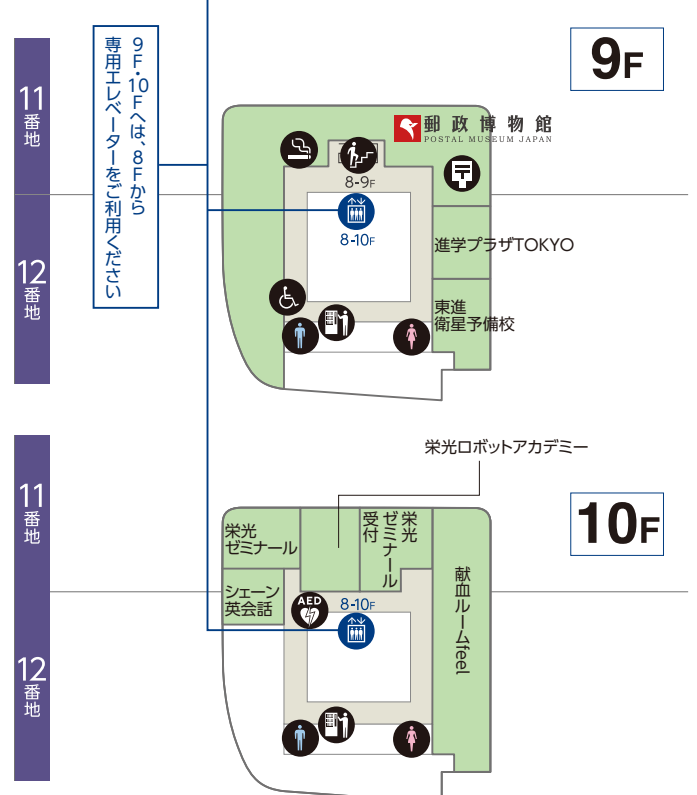 9F・10Fへは、8Fから
専用エレベーターをご利用ください
9F
11
番地
12
番地
郵政博物館
POSTAL MUSEUM JAPAN
8-9F
8-10F
進学プラザTOKYO
東進
衛星予備校
10F
11
番地
12
番地
栄光ロボットアカデミー
栄光
ゼミナール
栄光
ゼミナール
受付
シェーン
英会話
AED
8-10F
献血ルームfeel